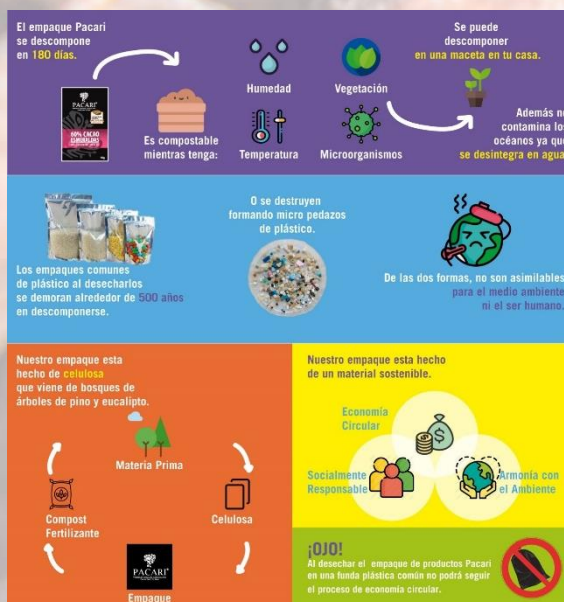 El empaque Pacari
se descompone
en 180 días.
PACARI
60% CACAO
Es compostable
mientras tenga:
Humedad
Vegetación
Temperatura
Microorganismos
Se puede
descomponer
en una maceta en tu casa.
Además no
contamina los
océanos ya que
se desintegra en agua
Los empaques comunes
de plástico al desecharlos
se demoran alrededor de 500 años
en descomponerse.
O se destruyen
formando micro pedazos
de plástico.
De las dos formas, no son asimilables
para el medio ambiente
ni el ser humano.
Nuestro empaque esta
hecho de celulosa
que viene de bosques de
árboles de pino y eucalipto.
Materia Prima
Celulosa
PACARI
Empaque
Compost
Fertilizante
Nuestro empaque esta hecho
de un material sostenible.
Economía
Circular
Socialmente
Responsable
Armonía con
el Ambiente
¡OJO!
Al desechar el empaque de productos Pacari
en una funda plástica común no podrá seguir
el proceso de economía circular.